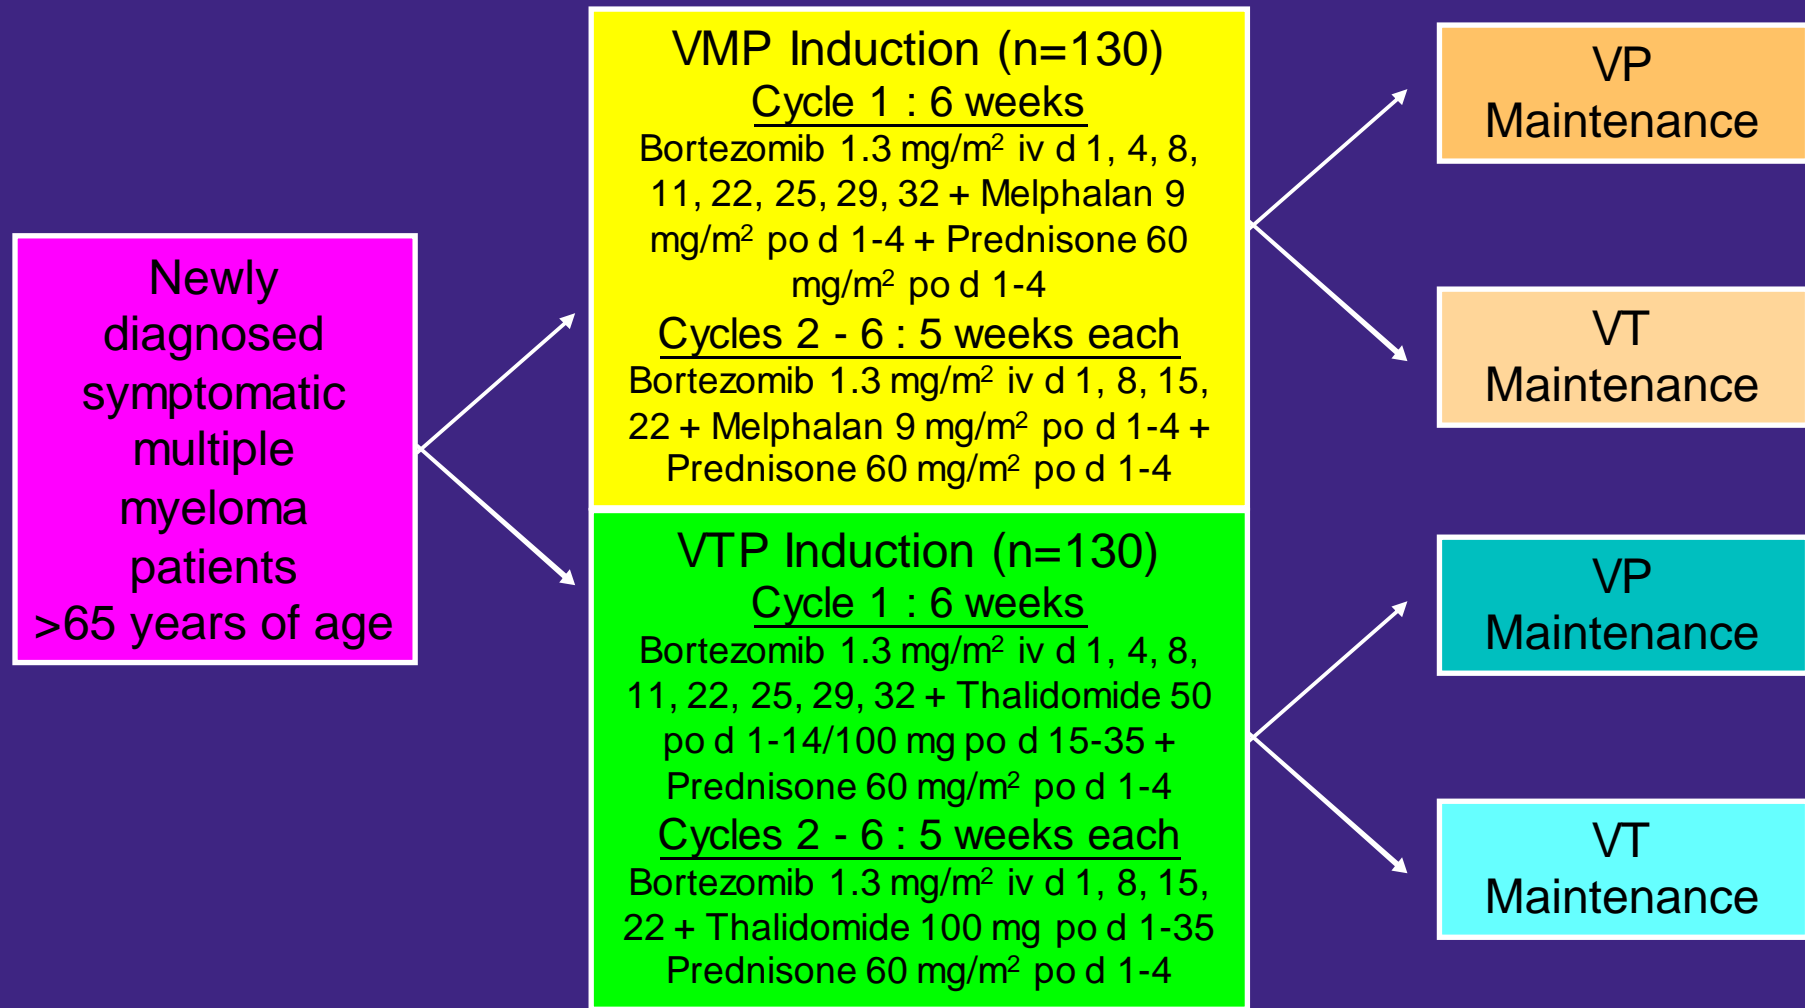 Newly
diagnosed
symptomatic
multiple
myeloma
patients
>65 years of age
VMP Induction (n=130)
Cycle 1 : 6 weeks
Bortezomib 1.3 mg/m² iv d 1, 4, 8,
11, 22, 25, 29, 32 + Melphalan 9
mg/m² po d 1-4 + Prednisone 60
mg/m² po d 1-4
Cycles 2 - 6 : 5 weeks each
Bortezomib 1.3 mg/m² iv d 1, 8, 15,
22 + Melphalan 9 mg/m² po d 1-4 +
Prednisone 60 mg/m² po d 1-4
VTP Induction (n=130)
Cycle 1 : 6 weeks
Bortezomib 1.3 mg/m² iv d 1, 4, 8,
11, 22, 25, 29, 32 + Thalidomide 50
po d 1-14/100 mg po d 15-35 +
Prednisone 60 mg/m² po d 1-4
Cycles 2 - 6 : 5 weeks each
Bortezomib 1.3 mg/m² iv d 1, 8, 15,
22 + Thalidomide 100 mg po d 1-35
Prednisone 60 mg/m² po d 1-4
VP
Maintenance
VT
Maintenance
VP
Maintenance
VT
Maintenance